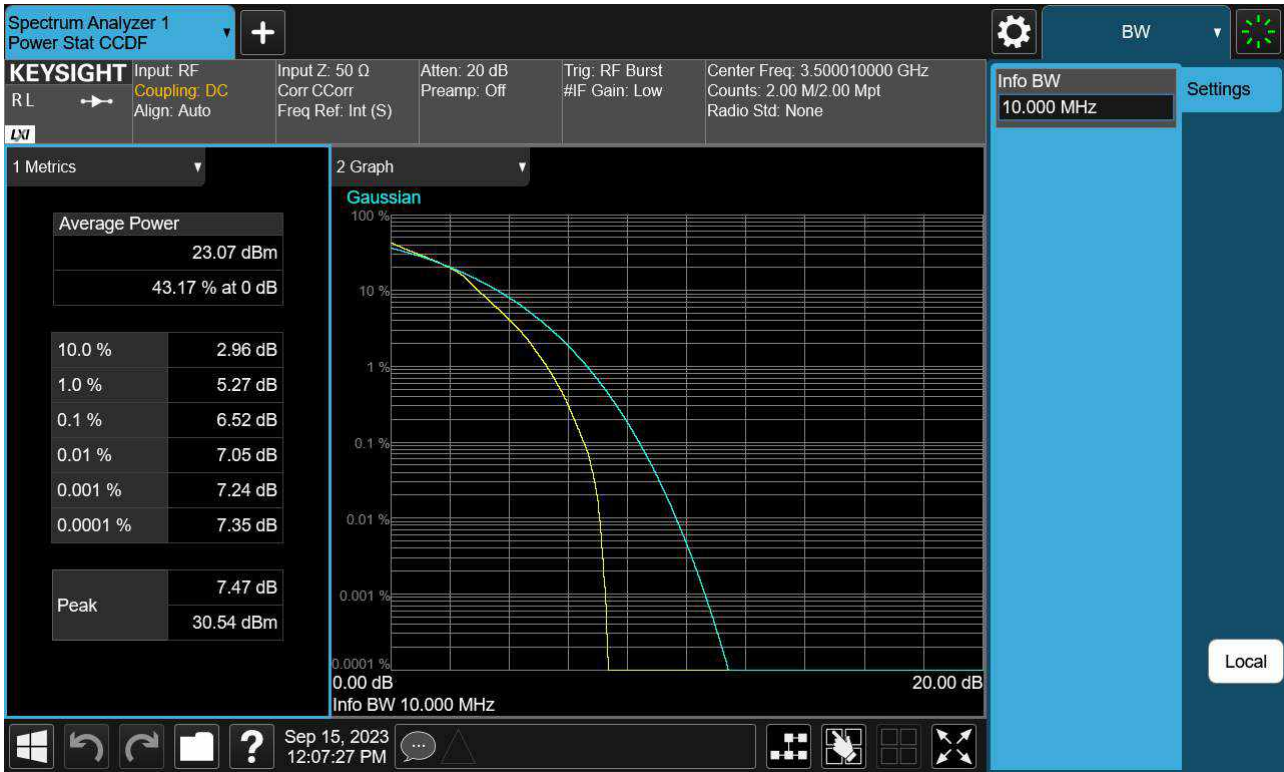 Spectrum Analyzer 1
Power Stat CCDF
+
BW
KEYSIGHT
RL
LXI
Input: RF
Coupling: DC
Align: Auto
Input Z: 50 Ω
Corr CCorr
Freq Ref: Int (S)
Atten: 20 dB
Preamp: Off
Trig: RF Burst
#IF Gain: Low
Center Freq: 3.500010000 GHz
Counts: 2.00 M/2.00 Mpt
Radio Std: None
Info BW
10.000 MHz
Settings
1 Metrics
Average Power
23.07 dBm
43.17 % at 0 dB
10.0 % 2.96 dB
1.0 % 5.27 dB
0.1 % 6.52 dB
0.01 % 7.05 dB
0.001 % 7.24 dB
0.0001 % 7.35 dB
Peak
7.47 dB
30.54 dBm
2 Graph
Gaussian
100 %
10 %
1 %
0.1 %
0.01 %
0.001 %
0.0001 %
0.00 dB 20.00 dB
Info BW 10.000 MHz
Local
?
Sep 15, 2023
12:07:27 PM